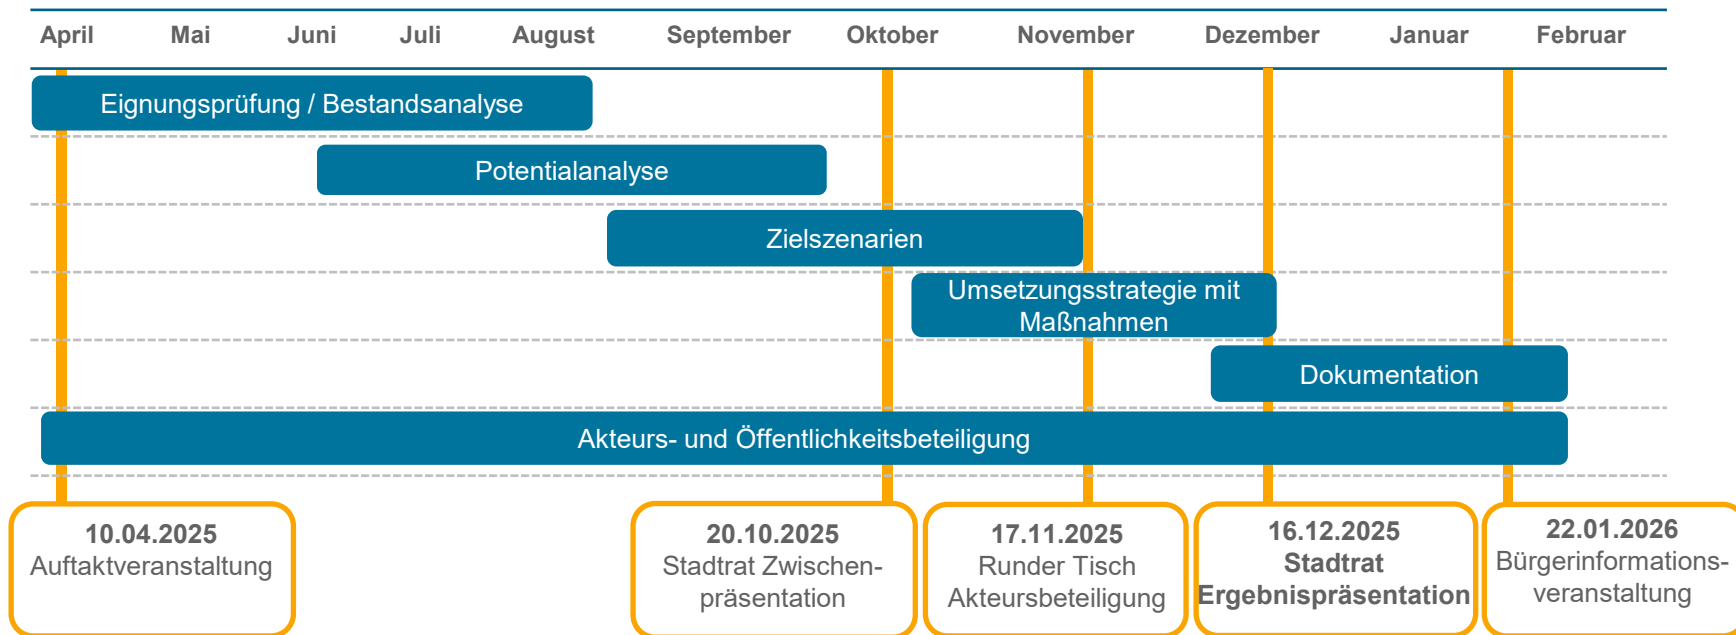 April Mai Juni Juli August September Oktober November Dezember Januar Februar
Eignungsprüfung / Bestandsanalyse
Potentialanalyse
Zielszenarien
Umsetzungsstrategie mit
Maßnahmen
Dokumentation
Akteurs- und Öffentlichkeitsbeteiligung
10.04.2025
Auftaktveranstaltung
20.10.2025
Stadtrat Zwischen-
präsentation
17.11.2025
Runder Tisch
Akteursbeteiligung
16.12.2025
Stadtrat
Ergebnispräsentation
22.01.2026
Bürgerinformations-
veranstaltung